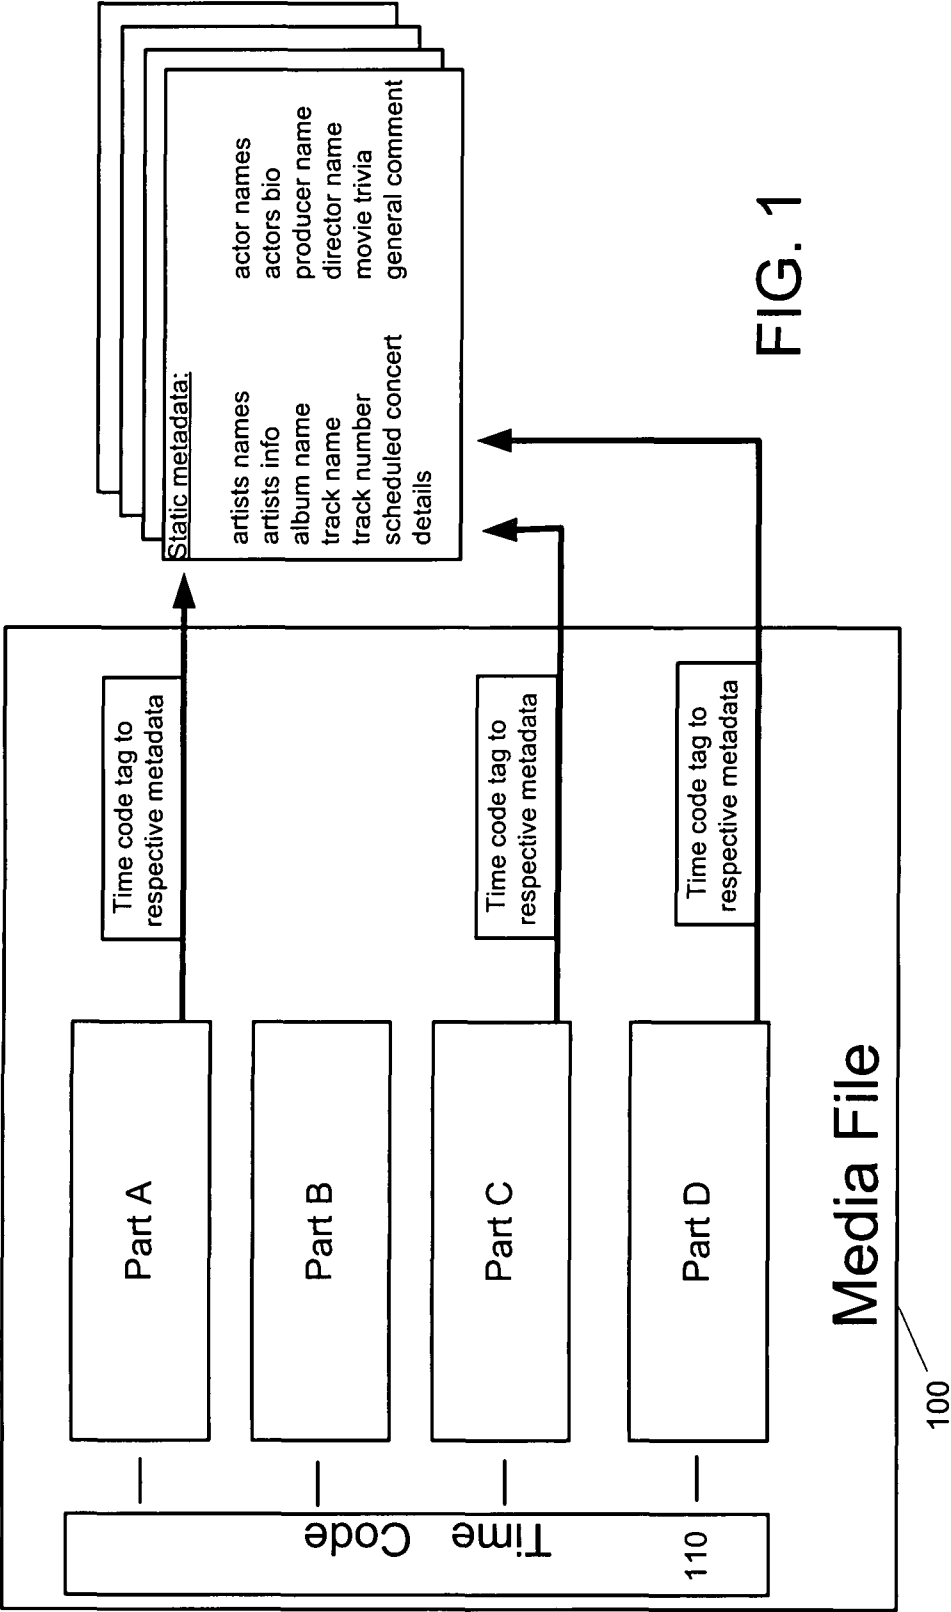 Time Code
110
Part A
Part B
Part C
Part D
Time code tag to
respective metadata
Time code tag to
respective metadata
Time code tag to
respective metadata
Media File
100
Static metadata:
artists names
artists info
album name
track name
track number
scheduled concert
details
actor names
actors bio
producer name
director name
movie trivia
general comment
FIG. 1